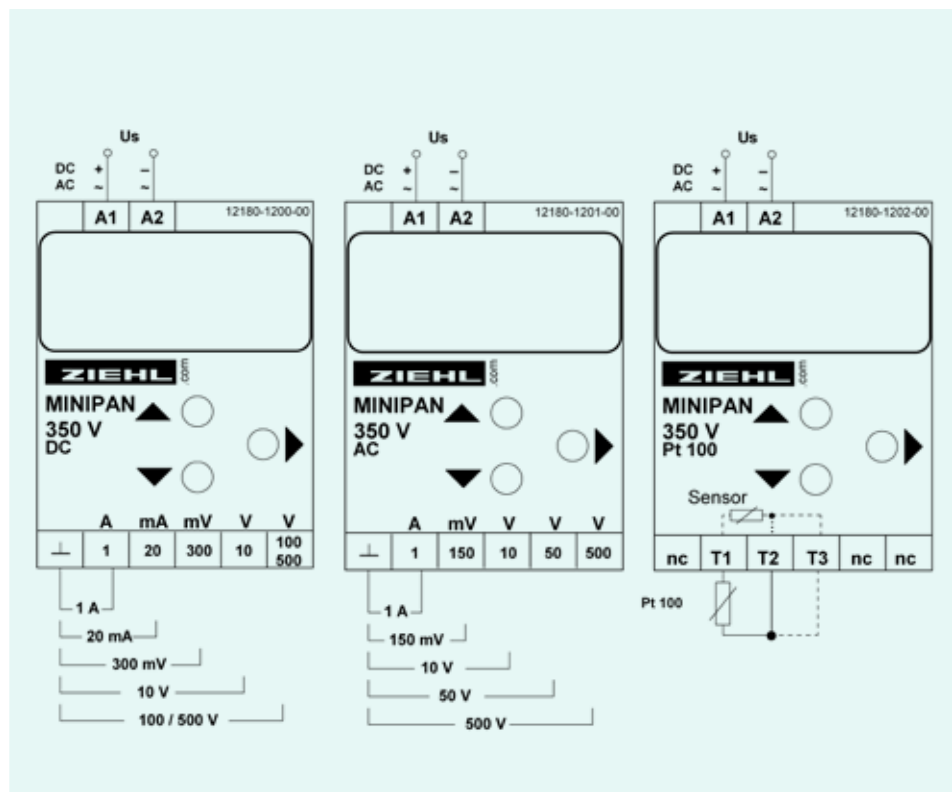 Us
DC + −
AC ~ ~
A1 A2 12180-1200-00
ZIEHL .com
MINIPAN
350 V
DC
A mA mV V V
⊥ 1 20 300 10 100 500
1 A
20 mA
300 mV
10 V
100 / 500 V
Us
DC + −
AC ~ ~
A1 A2 12180-1201-00
ZIEHL .com
MINIPAN
350 V
AC
A mV V V V
⊥ 1 150 10 50 500
1 A
150 mV
10 V
50 V
500 V
Us
DC + −
AC ~ ~
A1 A2 12180-1202-00
ZIEHL .com
MINIPAN
350 V
Pt 100
Sensor
nc T1 T2 T3 nc nc
Pt 100